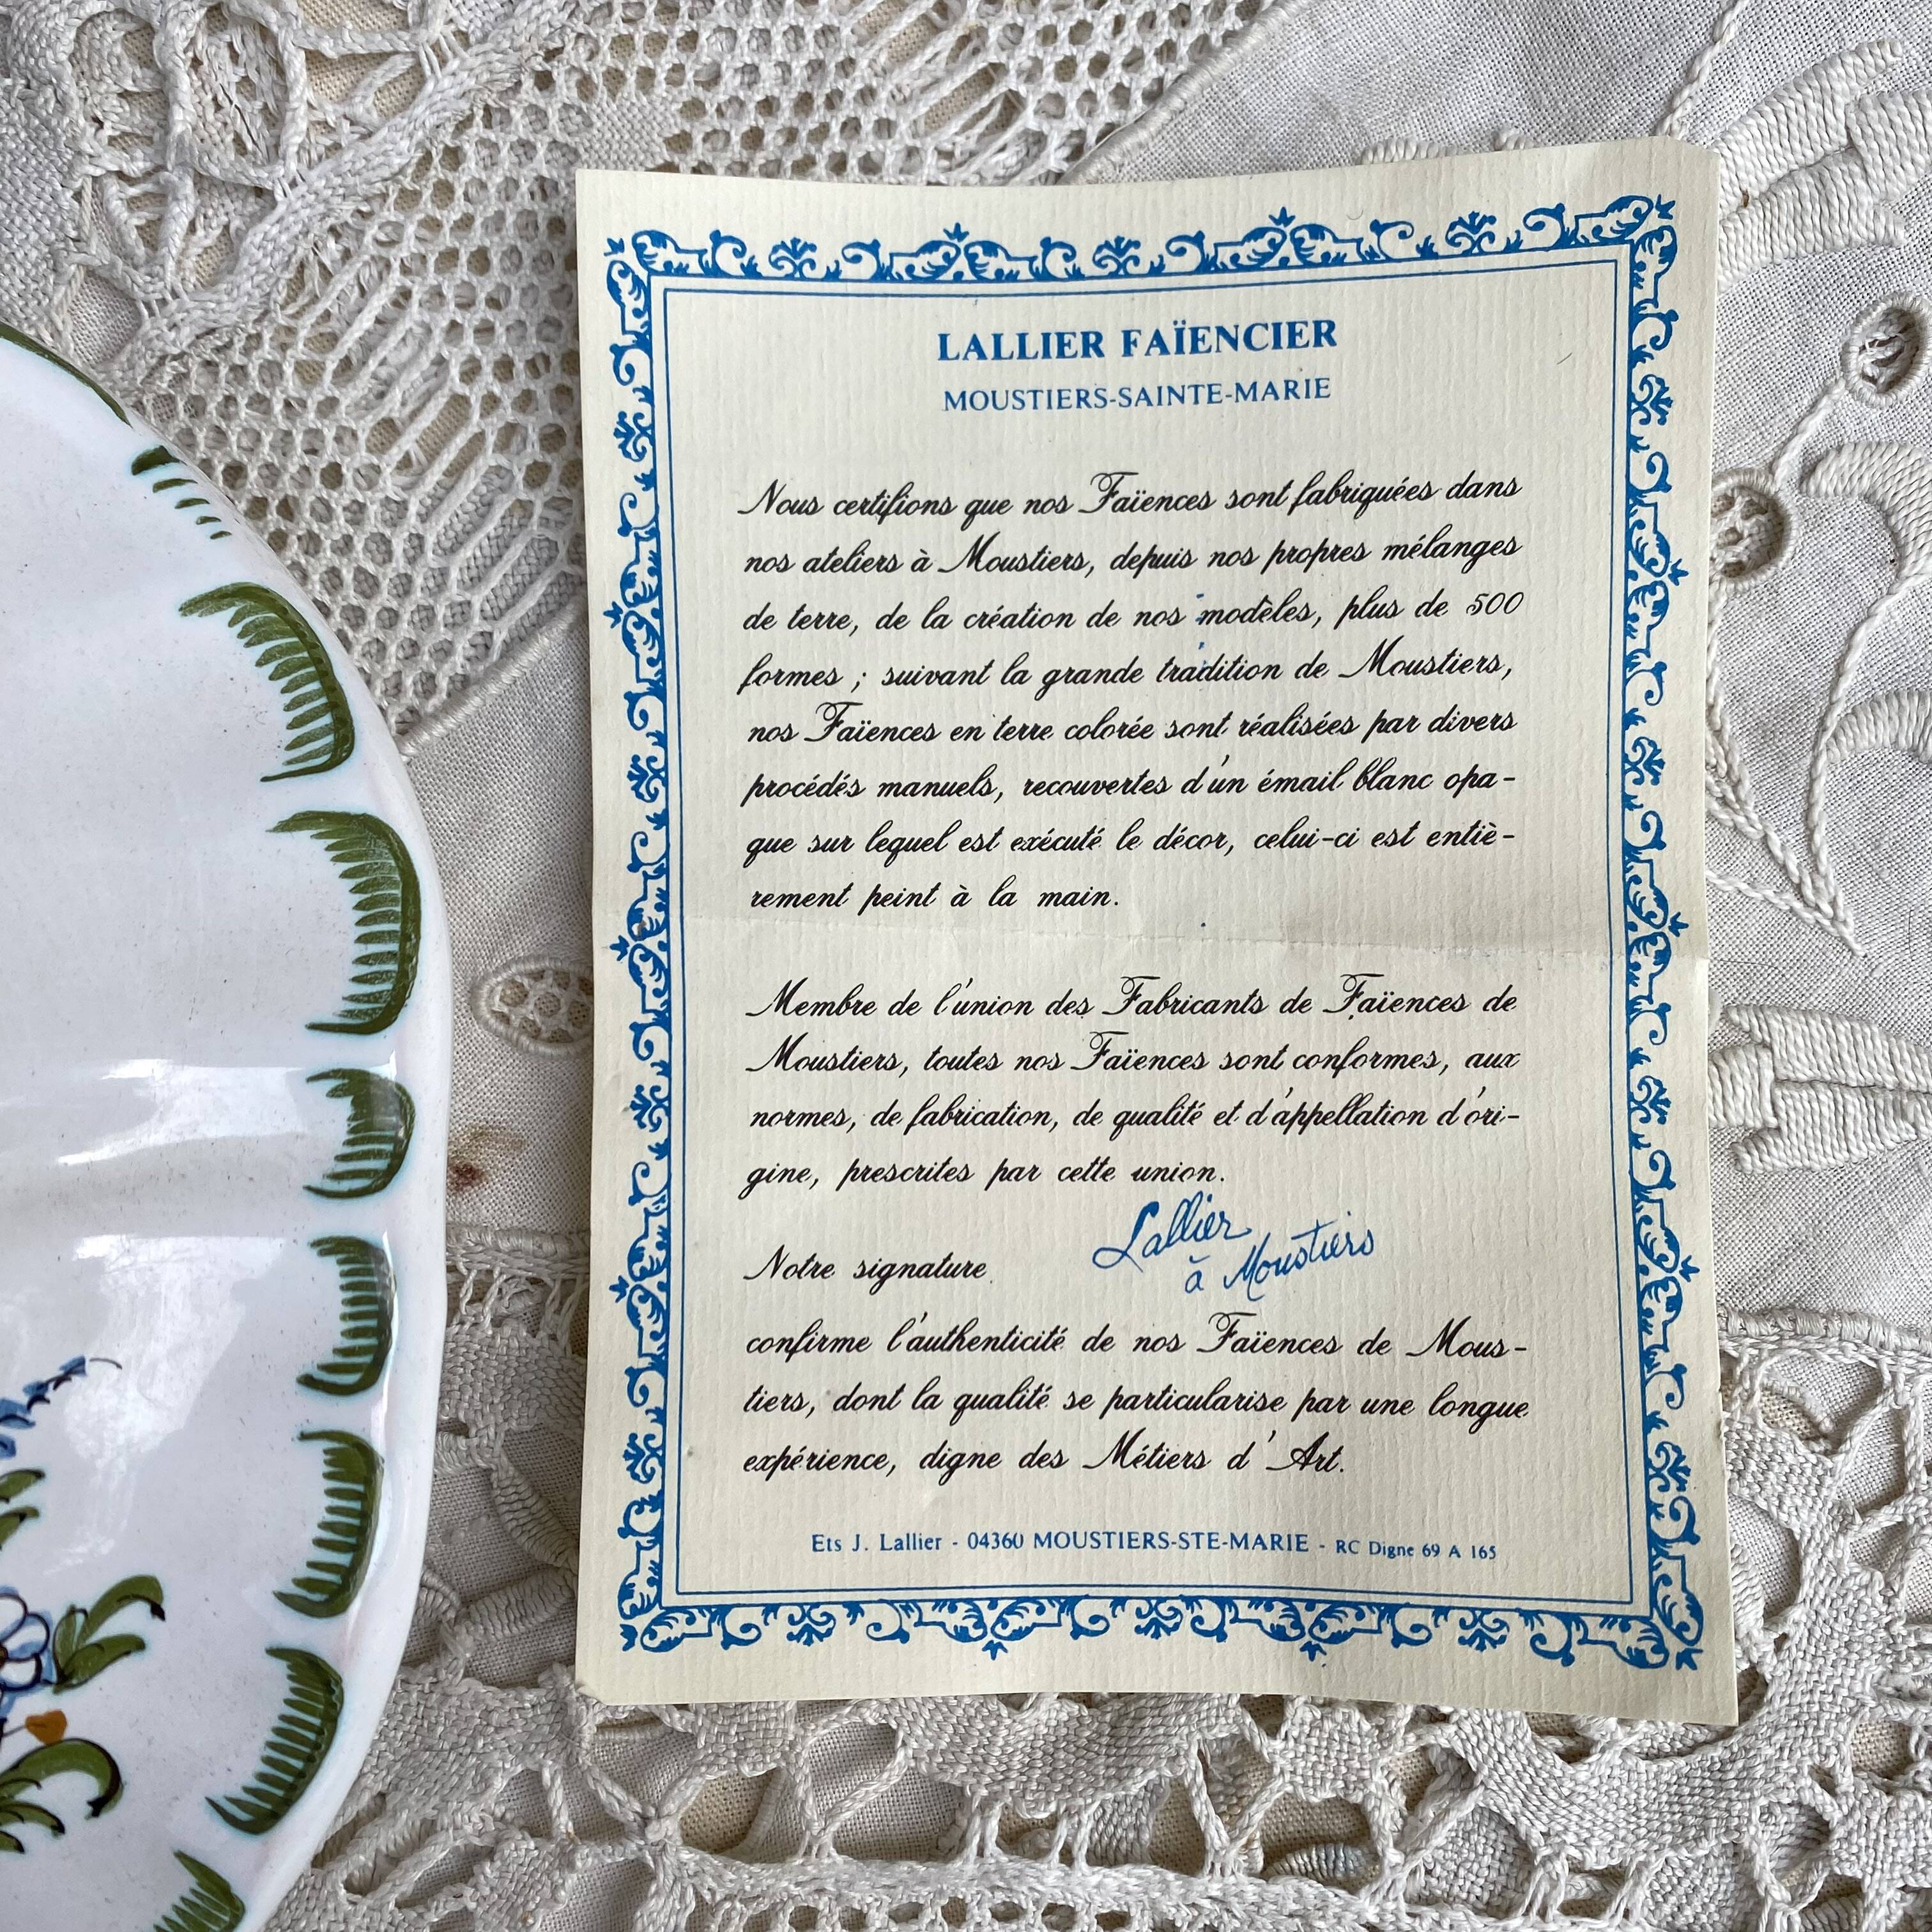 LALLIER FAÏENCIER
MOUSTIERS-SAINTE-MARIE
Nous certifions que nos Faïences sont fabriquées dans
nos ateliers à Moustiers, depuis nos propres mélanges
de terre, de la création de nos modèles, plus de 500
formes ; suivant la grande tradition de Moustiers,
nos Faïences en terre colorée sont réalisées par divers
procédés manuels, recouvertes d'un émail blanc opa-
que sur lequel est exécuté le décor, celui-ci est entiè-
rement peint à la main.
Membre de l'union des Fabricants de Faïences de
Moustiers, toutes nos Faïences sont conformes, aux
normes, de fabrication, de qualité et d'appellation d'ori-
gine, prescrites par cette union.
Lallier
à Moustiers
Notre signature
confirme l'authenticité de nos Faïences de Mous-
tiers, dont la qualité se particularise par une longue
expérience, digne des Métiers d'Art.
Ets J. Lallier - 04360 MOUSTIERS-STE-MARIE - RC Digne 69 A 165